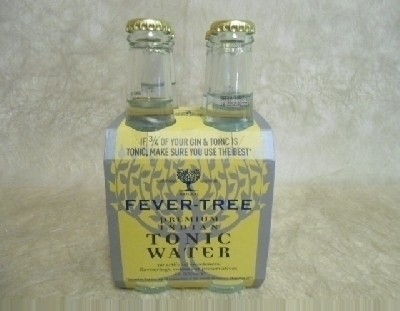 IF ¾ OF YOUR GIN & TONIC IS
TONIC, MAKE SURE YOU USE THE BEST
FEVER-TREE
PREMIUM
INDIAN
TONIC
WATER